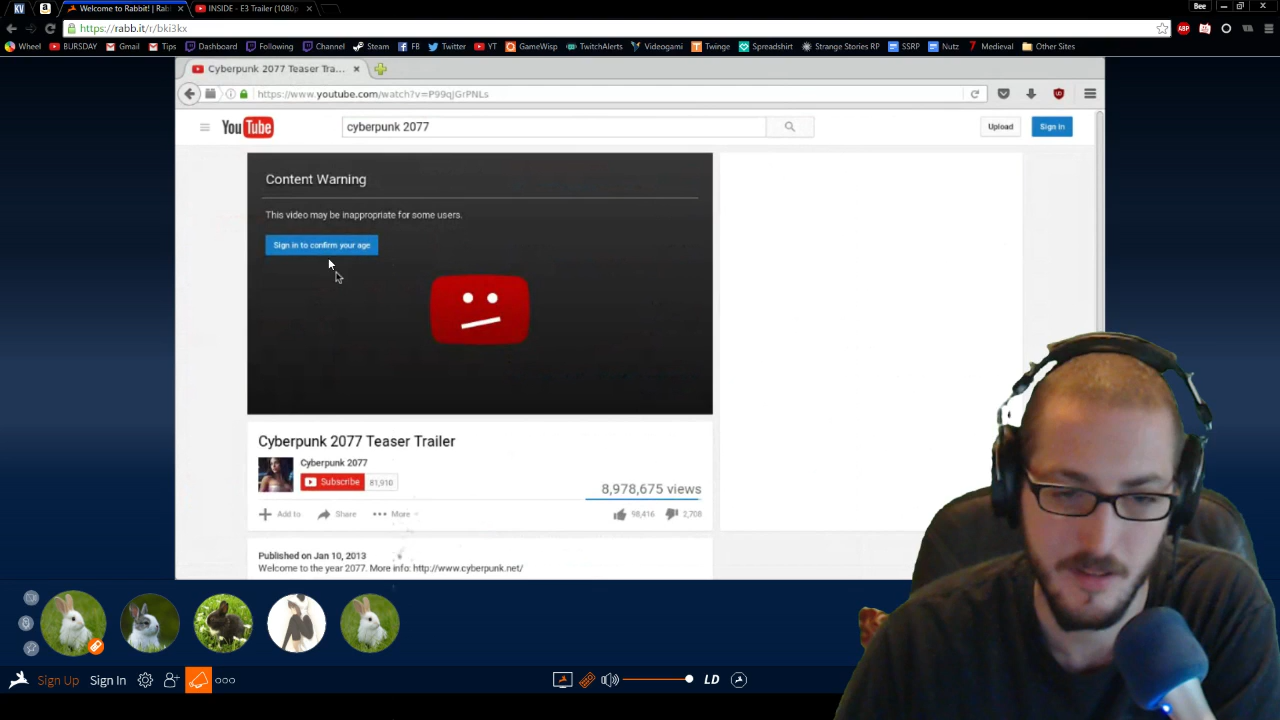 KV
Welcome to Rabbit! | Rab
INSIDE - E3 Trailer (1080p
Bee
https://rabb.it/r/bki3kx
Wheel BURSDAY Gmail Tips Dashboard Following Channel Steam FB Twitter YT GameWisp TwitchAlerts Videogami Twinge Spreadshirt Strange Stories RP SSRP Nutz Medieval Other Sites
Cyberpunk 2077 Teaser Tra...
https://www.youtube.com/watch?v=P99qJGrPNLs
YouTube
cyberpunk 2077
Upload
Sign in
Content Warning
This video may be inappropriate for some users.
Sign in to confirm your age
Cyberpunk 2077 Teaser Trailer
Cyberpunk 2077
Subscribe 81,910
8,978,675 views
Add to Share More
98,416 2,708
Published on Jan 10, 2013
Welcome to the year 2077. More info: http://www.cyberpunk.net/
Sign Up Sign In
LD